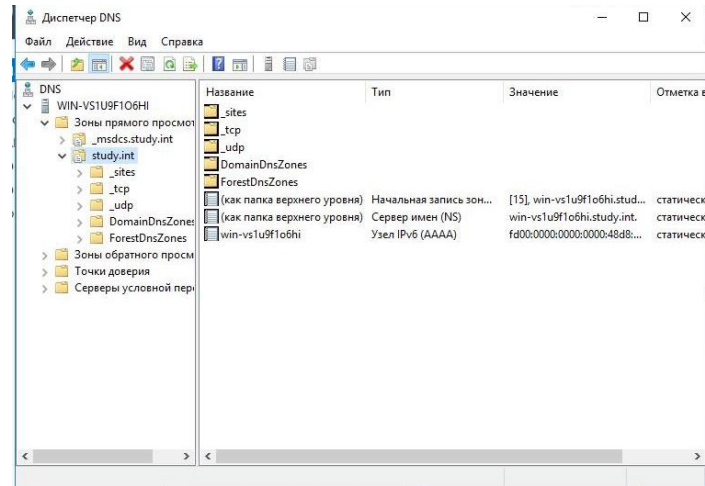 Диспетчер DNS
Файл Действие Вид Справка
DNS
WIN-VS1U9F1O6HI
Зоны прямого просмот
_msdcs.study.int
study.int
_sites
_tcp
_udp
DomainDnsZones
ForestDnsZones
Зоны обратного просм
Точки доверия
Серверы условной пере
Название Тип Значение Отметка в
_sites
_tcp
_udp
DomainDnsZones
ForestDnsZones
(как папка верхнего уровня) Начальная запись зон... [15], win-vs1u9f1o6hi.stud... статическ
(как папка верхнего уровня) Сервер имен (NS) win-vs1u9f1o6hi.study.int. статическ
win-vs1u9f1o6hi Узел IPv6 (AAAA) fd00:0000:0000:0000:48d8:... статическ